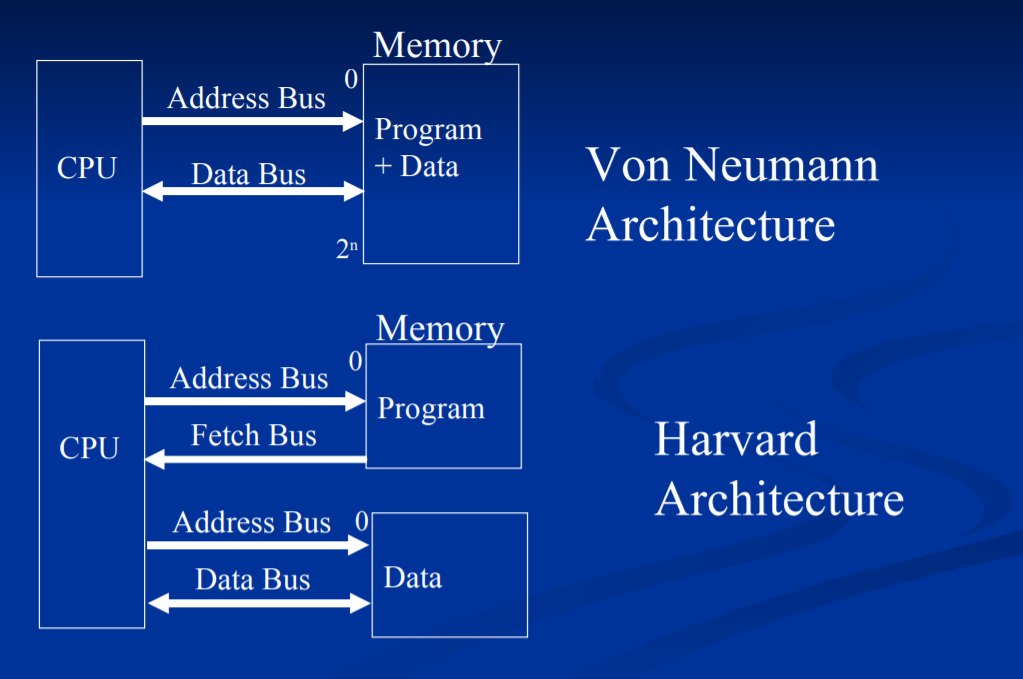 Memory
0
Address Bus
Program
+ Data
CPU
Data Bus
2ⁿ
Von Neumann
Architecture
Memory
0
Address Bus
Program
Fetch Bus
CPU
Address Bus
0
Data Bus
Data
Harvard
Architecture